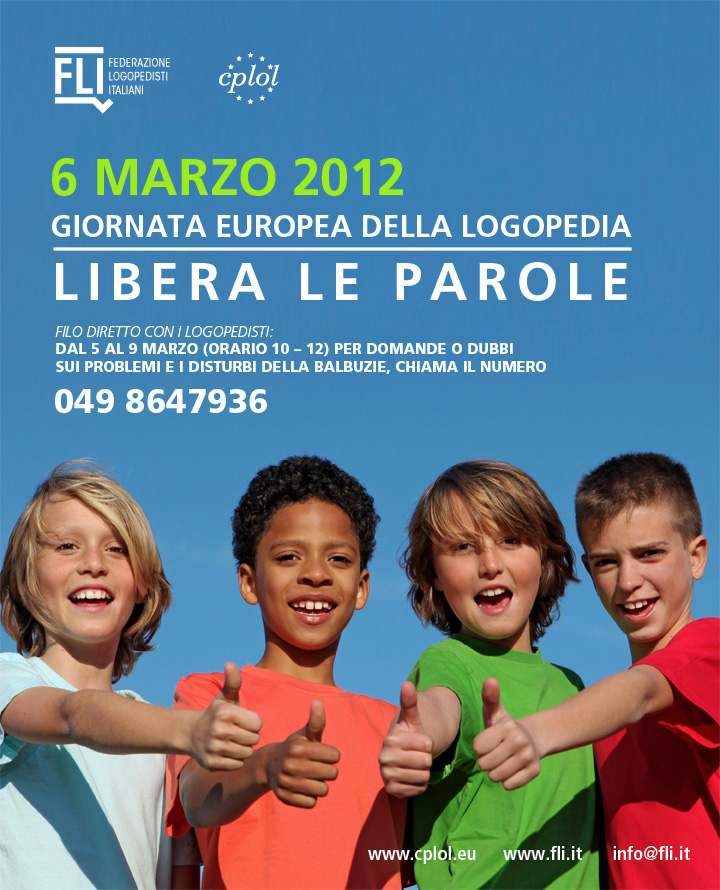 FLI FEDERAZIONE
LOGOPEDISTI
ITALIANI
cplol
6 MARZO 2012
GIORNATA EUROPEA DELLA LOGOPEDIA
LIBERA LE PAROLE
FILO DIRETTO CON I LOGOPEDISTI:
DAL 5 AL 9 MARZO (ORARIO 10 – 12) PER DOMANDE O DUBBI
SUI PROBLEMI E I DISTURBI DELLA BALBUZIE, CHIAMA IL NUMERO
049 8647936
www.cplol.eu www.fli.it info@fli.it